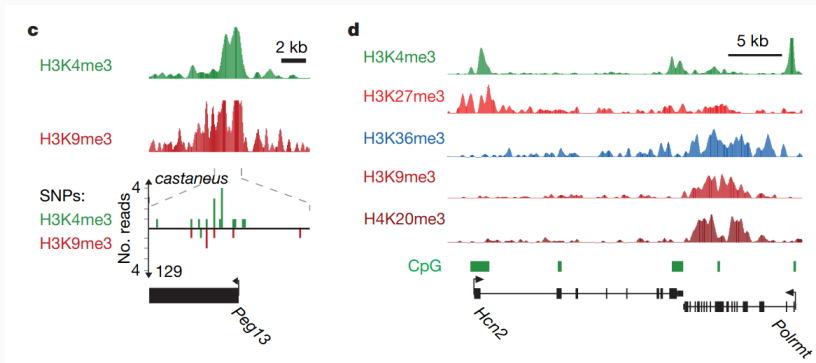 c
2 kb
H3K4me3
H3K9me3
castaneus
SNPs:
H3K4me3
H3K9me3
No. reads
4
4
129
Peg13
d
5 kb
H3K4me3
H3K27me3
H3K36me3
H3K9me3
H4K20me3
CpG
Hcn2
Polrmt